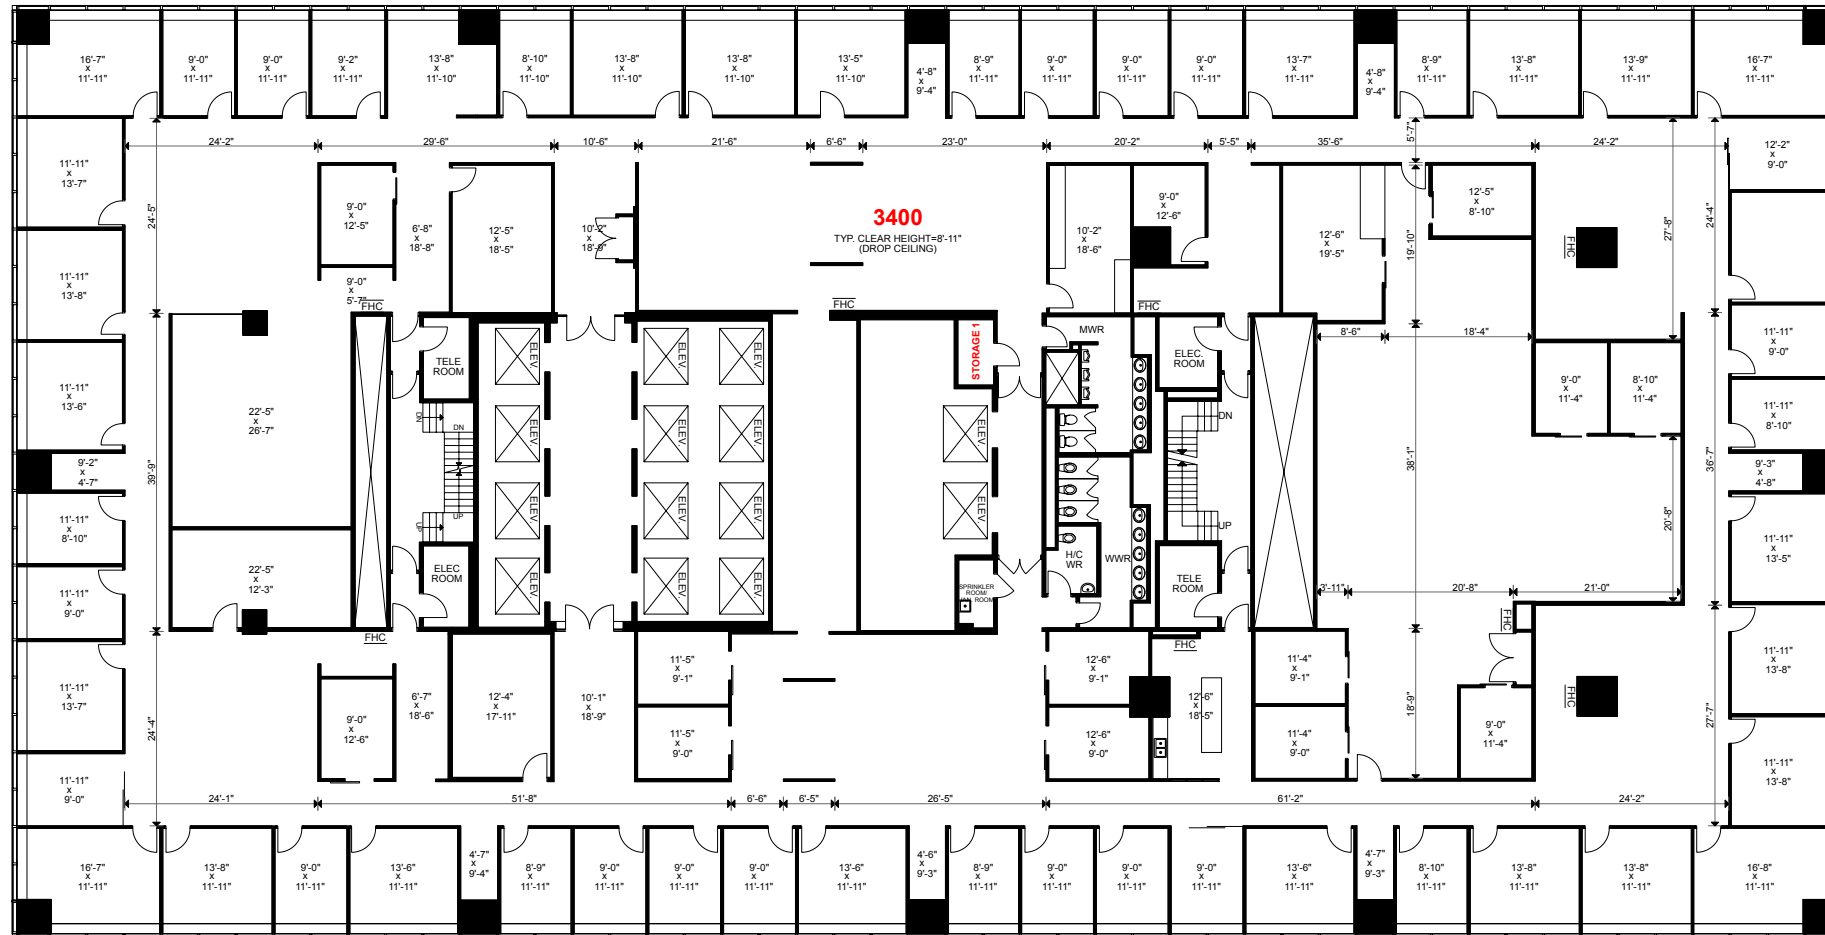 16'-7"
x
11'-11"
9'-0"
x
11'-11"
9'-0"
x
11'-11"
9'-2"
x
11'-11"
13'-8"
x
11'-10"
8'-10"
x
11'-10"
13'-8"
x
11'-10"
13'-8"
x
11'-10"
13'-5"
x
11'-10"
4'-8"
x
9'-4"
8'-9"
x
11'-11"
9'-0"
x
11'-11"
9'-0"
x
11'-11"
9'-0"
x
11'-11"
13'-7"
x
11'-11"
4'-8"
x
9'-4"
8'-9"
x
11'-11"
13'-8"
x
11'-11"
13'-9"
x
11'-11"
16'-7"
x
11'-11"
24'-2"
29'-6"
10'-6"
21'-6"
6'-6"
23'-0"
20'-2"
5'-5"
35'-6"
5'-7"
24'-2"
11'-11"
x
13'-7"
24'-5"
9'-0"
x
12'-5"
6'-8"
x
18'-8"
12'-5"
x
18'-5"
10'-2"
x
18'-8"
3400
TYP. CLEAR HEIGHT=8'-11"
(DROP CEILING)
10'-2"
x
18'-6"
9'-0"
x
12'-6"
12'-6"
x
19'-5"
19'-10"
12'-5"
x
8'-10"
FHC
27'-8"
24'-4"
12'-2"
x
9'-0"
11'-11"
x
13'-8"
9'-0"
x
5'-7"
FHC
FHC
FHC
11'-11"
x
13'-6"
TELE
ROOM
ELEV.
ELEV.
ELEV.
STORAGE 1
MWR
ELEC.
ROOM
8'-6"
18'-4"
11'-11"
x
9'-0"
9'-0"
x
11'-4"
8'-10"
x
11'-4"
11'-11"
x
8'-10"
22'-5"
x
26'-7"
DN
DN
ELEV.
ELEV.
ELEV.
ELEV.
DN
9'-2"
x
4'-7"
39'-9"
38'-1"
36'-7"
9'-3"
x
4'-8"
11'-11"
x
8'-10"
UP
UP
ELEV.
ELEV.
ELEV.
ELEV.
UP
20'-8"
11'-11"
x
13'-5"
22'-5"
x
12'-3"
ELEC
ROOM
ELEV.
ELEV.
ELEV.
SPRINKLER
ROOM/
JAN. ROOM
H/C
WR
WWR
TELE
ROOM
3'-11"
20'-8"
21'-0"
11'-11"
x
9'-0"
FHC
FHC
FHC
11'-11"
x
13'-7"
24'-4"
6'-7"
x
18'-6"
12'-4"
x
17'-11"
10'-1"
x
18'-9"
11'-5"
x
9'-1"
12'-6"
x
9'-1"
12'-6"
x
18'-5"
11'-4"
x
9'-1"
18'-9"
FHC
27'-7"
11'-11"
x
13'-8"
9'-0"
x
12'-6"
11'-5"
x
9'-0"
12'-6"
x
9'-0"
11'-4"
x
9'-0"
9'-0"
x
11'-4"
11'-11"
x
9'-0"
11'-11"
x
13'-8"
24'-1"
51'-8"
6'-6"
6'-5"
26'-5"
61'-2"
24'-2"
16'-7"
x
11'-11"
13'-8"
x
11'-11"
9'-0"
x
11'-11"
13'-6"
x
11'-11"
4'-7"
x
9'-4"
8'-9"
x
11'-11"
9'-0"
x
11'-11"
9'-0"
x
11'-11"
9'-0"
x
11'-11"
13'-6"
x
11'-11"
4'-6"
x
9'-3"
8'-9"
x
11'-11"
9'-0"
x
11'-11"
9'-0"
x
11'-11"
9'-0"
x
11'-11"
13'-6"
x
11'-11"
4'-7"
x
9'-3"
8'-10"
x
11'-11"
13'-8"
x
11'-11"
13'-8"
x
11'-11"
16'-8"
x
11'-11"